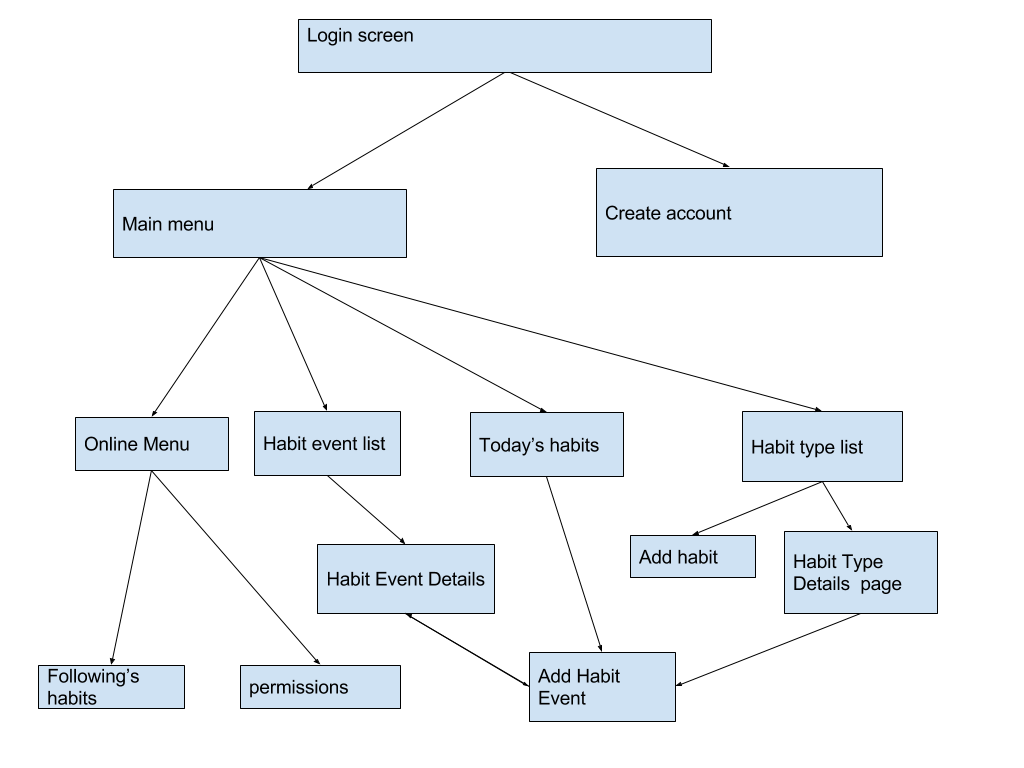 Login screen
Main menu
Create account
Online Menu
Habit event list
Today's habits
Habit type list
Add habit
Habit Type
Details  page
Habit Event Details
Following's
habits
permissions
Add Habit
Event